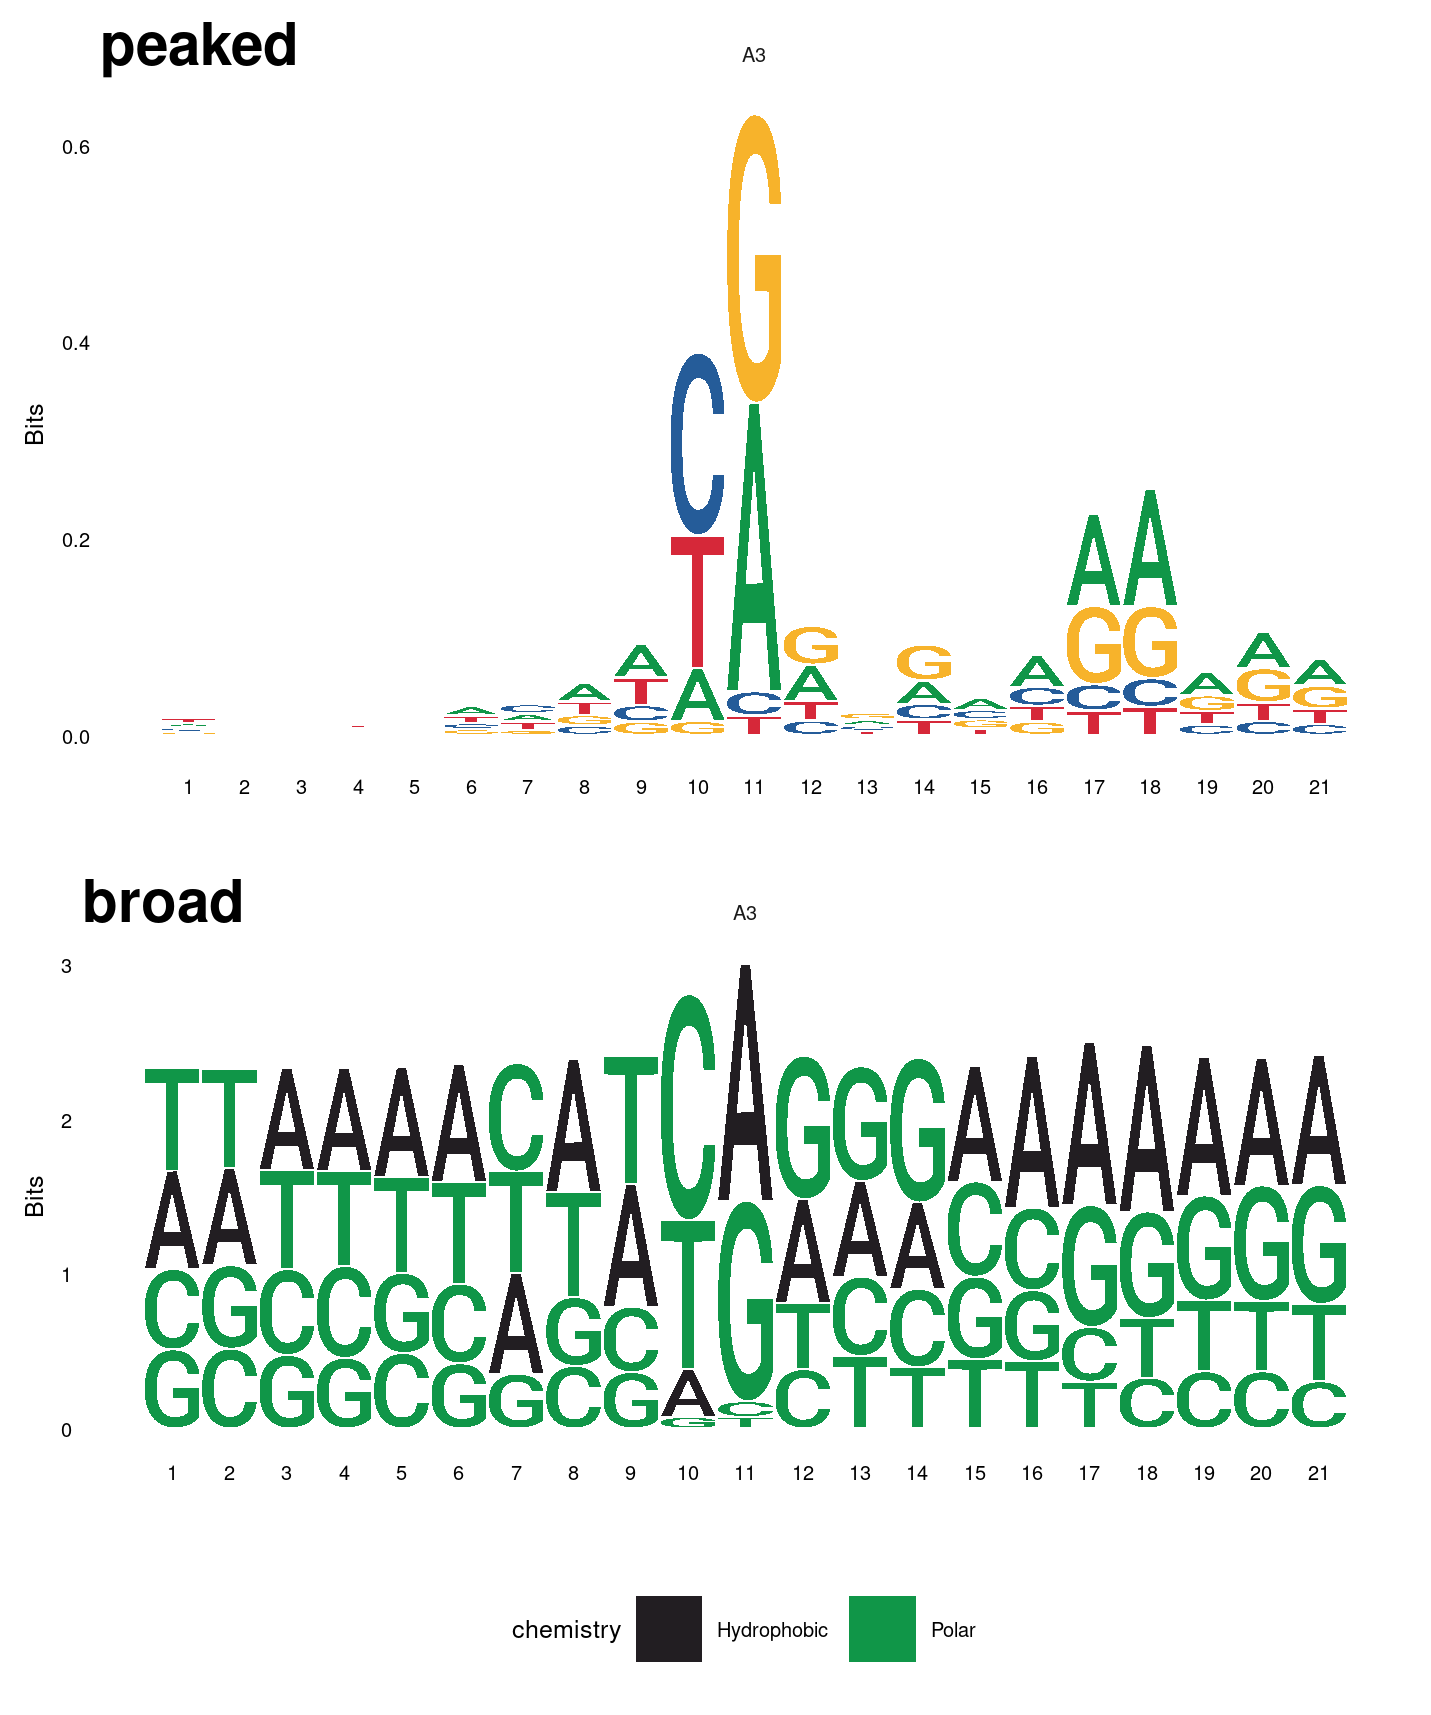 peaked
A3
0.6
0.4
0.2
0.0
Bits
1 2 3 4 5 6 7 8 9 10 11 12 13 14 15 16 17 18 19 20 21
broad
A3
3
2
1
0
Bits
T T A A A A C A T C A G G G A A A A A A A
A A T T T T T T A T G A A A C C G G G G G
C G C C G C A G C A C T C C G G C T T T T
G C G G C G G C G G T C T T T T T C C C C
1 2 3 4 5 6 7 8 9 10 11 12 13 14 15 16 17 18 19 20 21
chemistry Hydrophobic Polar